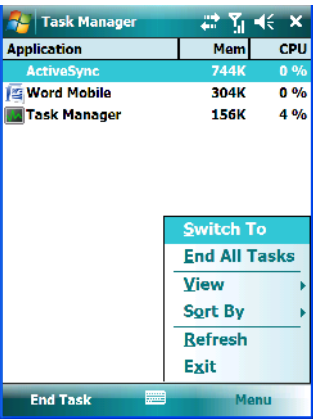 Task Manager
Application Mem CPU
ActiveSync 744K 0 %
Word Mobile 304K 0 %
Task Manager 156K 4 %
Switch To
End All Tasks
View
Sort By
Refresh
Exit
End Task Menu